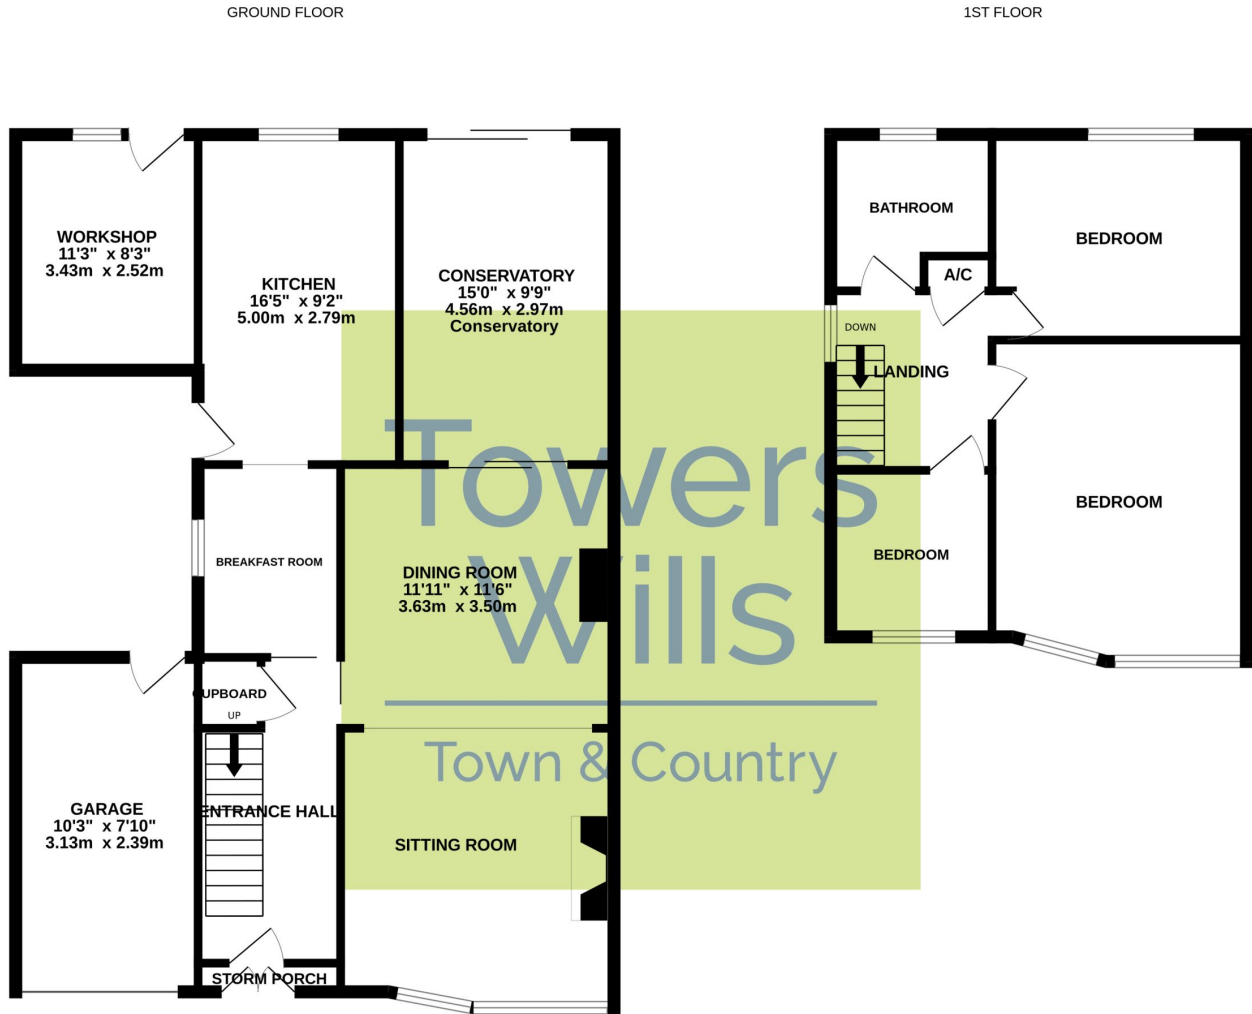 GROUND FLOOR
1ST FLOOR
WORKSHOP
11'3" x 8'3"
3.43m x 2.52m
KITCHEN
16'5" x 9'2"
5.00m x 2.79m
CONSERVATORY
15'0" x 9'9"
4.56m x 2.97m
Conservatory
BREAKFAST ROOM
DINING ROOM
11'11" x 11'6"
3.63m x 3.50m
CUPBOARD
UP
GARAGE
10'3" x 7'10"
3.13m x 2.39m
ENTRANCE HALL
SITTING ROOM
STORM PORCH
BATHROOM
A/C
BEDROOM
DOWN
LANDING
BEDROOM
BEDROOM
Towers
Wills
Town & Country